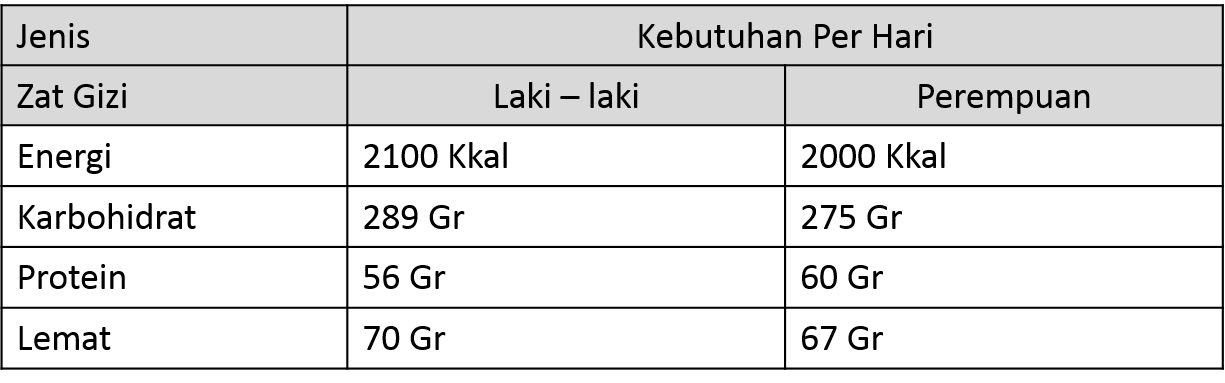 Jenis Kebutuhan Per Hari
Zat Gizi Laki – laki Perempuan
Energi 2100 Kkal 2000 Kkal
Karbohidrat 289 Gr 275 Gr
Protein 56 Gr 60 Gr
Lemat 70 Gr 67 Gr